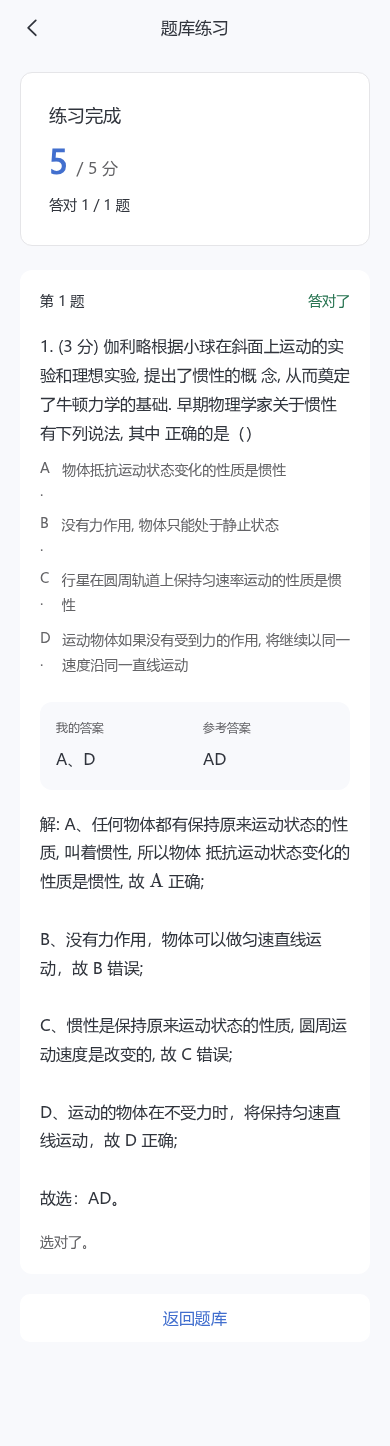 题库练习
练习完成
5 / 5 分
答对 1 / 1 题
第 1 题 答对了
1. (3 分) 伽利略根据小球在斜面上运动的实
验和理想实验, 提出了惯性的概 念, 从而奠定
了牛顿力学的基础. 早期物理学家关于惯性
有下列说法, 其中 正确的是（）
A 物体抵抗运动状态变化的性质是惯性
.
B 没有力作用, 物体只能处于静止状态
.
C 行星在圆周轨道上保持匀速率运动的性质是惯
. 性
D 运动物体如果没有受到力的作用, 将继续以同一
. 速度沿同一直线运动
我的答案 参考答案
A、D AD
解: A、任何物体都有保持原来运动状态的性
质, 叫着惯性, 所以物体 抵抗运动状态变化的
性质是惯性, 故 A 正确;
B、没有力作用，物体可以做匀速直线运
动，故 B 错误;
C、惯性是保持原来运动状态的性质, 圆周运
动速度是改变的, 故 C 错误;
D、运动的物体在不受力时，将保持匀速直
线运动，故 D 正确;
故选：AD。
选对了。
返回题库